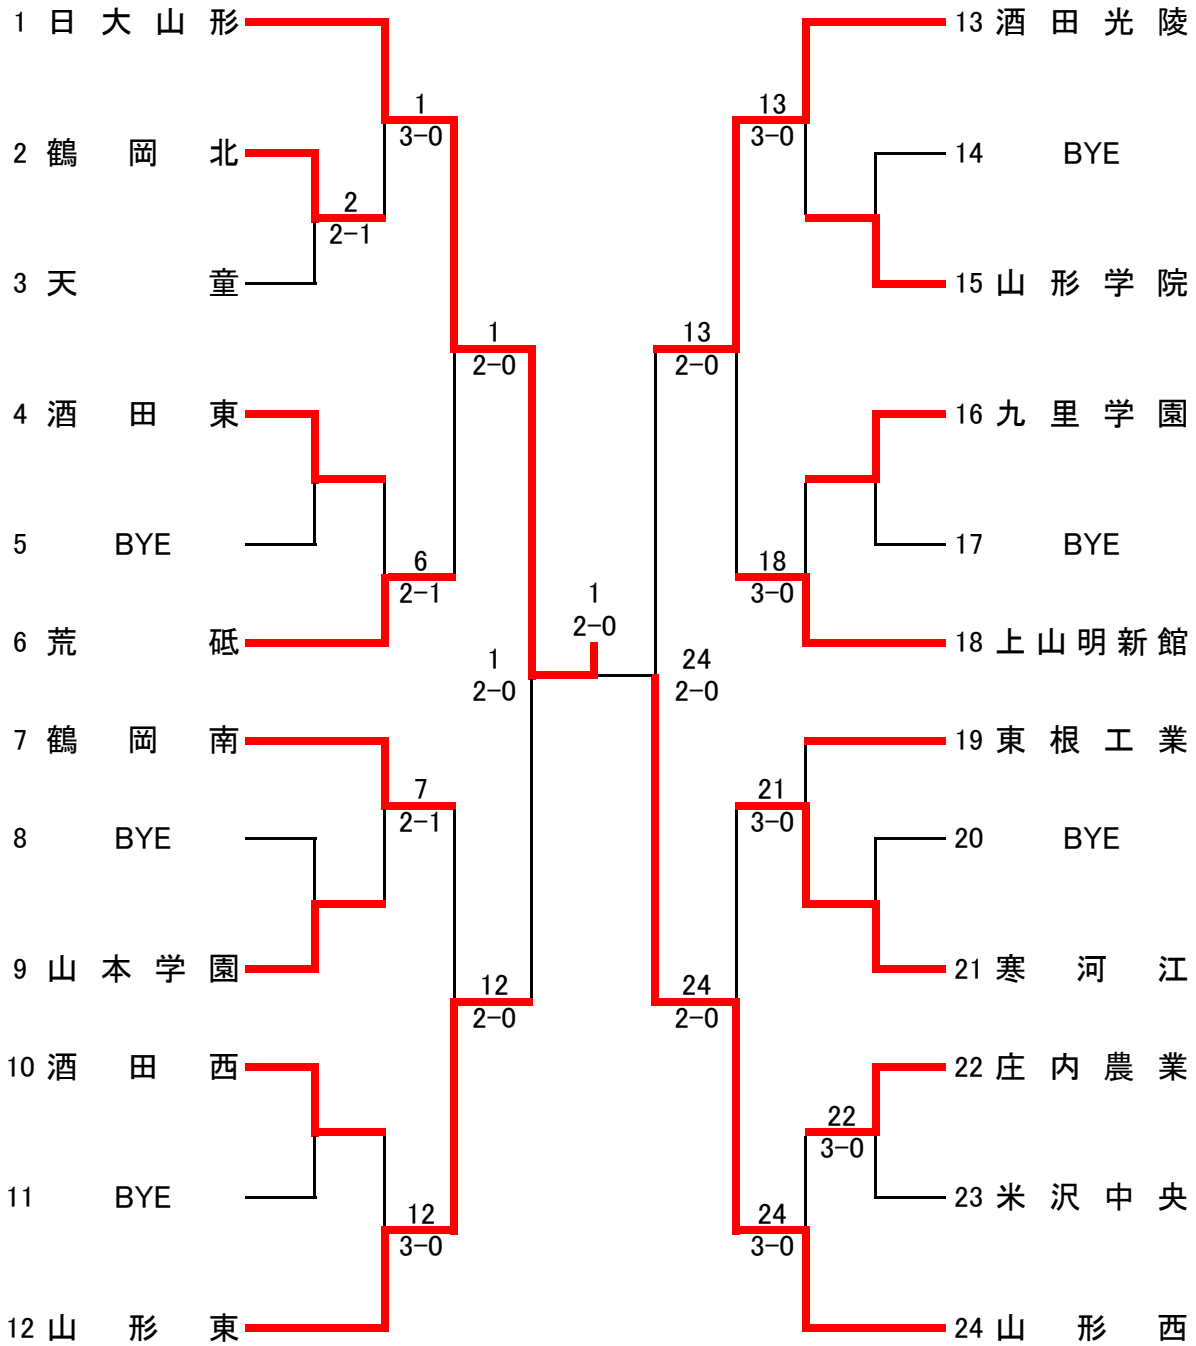 1 日大山形
13 酒田光陵
1
3-0
13
3-0
2 鶴岡北
14 BYE
2
2-1
3 天童
15 山形学院
1
2-0
13
2-0
4 酒田東
16 九里学園
5 BYE
17 BYE
6
2-1
18
3-0
6 荒砥
18 上山明新館
1
2-0
1
2-0
24
2-0
7 鶴岡南
19 東根工業
7
2-1
21
3-0
8 BYE
20 BYE
9 山本学園
21 寒河江
12
2-0
24
2-0
10 酒田西
22 庄内農業
22
3-0
11 BYE
23 米沢中央
12
3-0
24
3-0
12 山形東
24 山形西